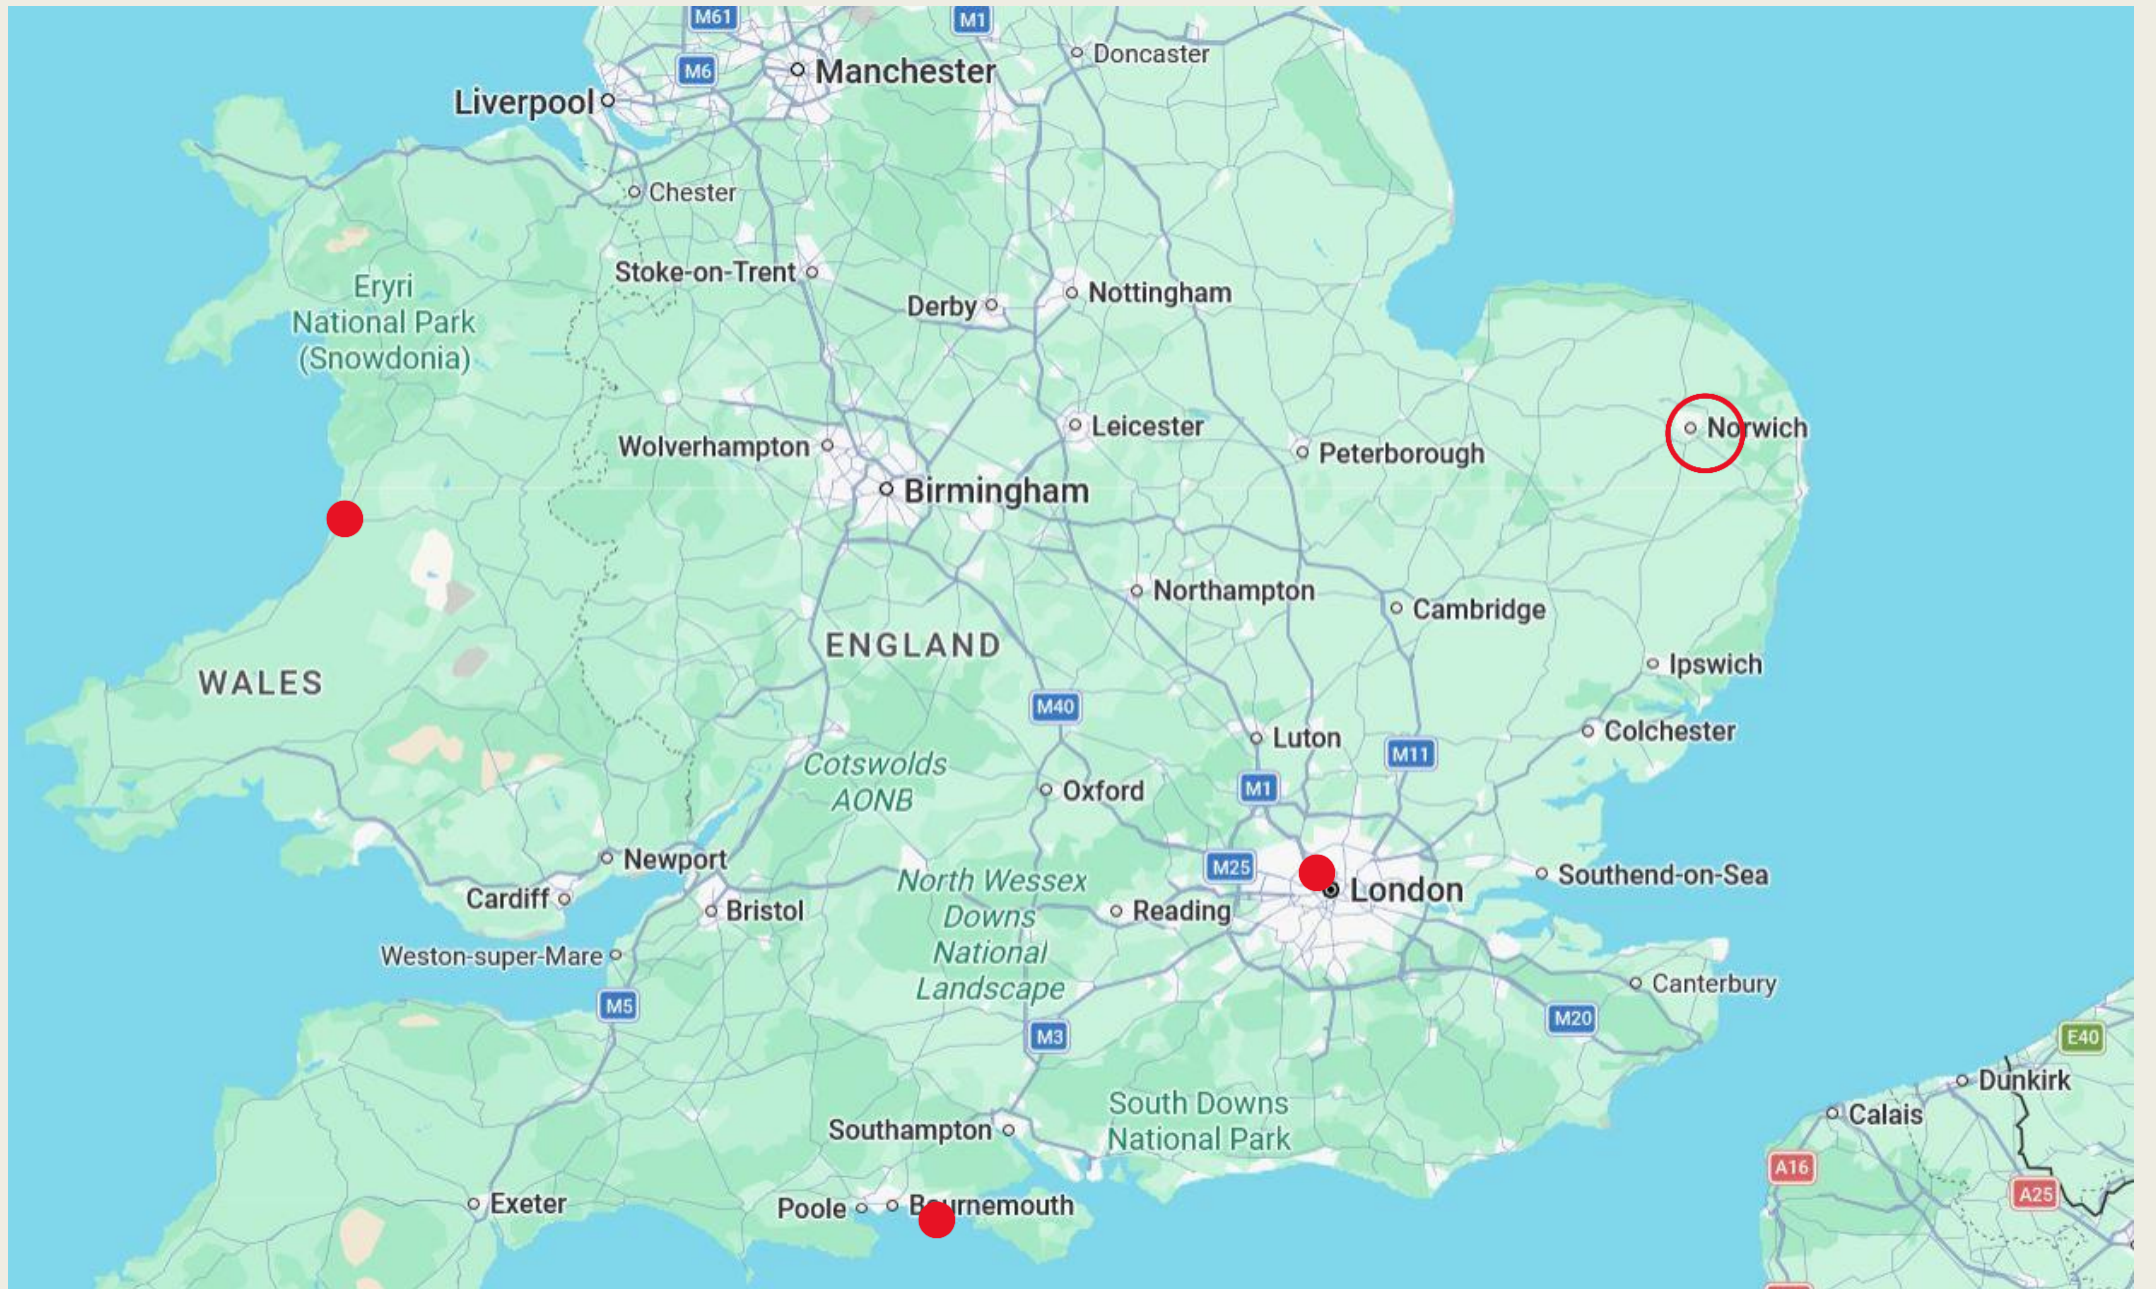 M61
M1
Doncaster
M6
Manchester
Liverpool
Chester
Stoke-on-Trent
Eryri
National Park
(Snowdonia)
Derby
Nottingham
Norwich
Leicester
Wolverhampton
Peterborough
Birmingham
Northampton
Cambridge
ENGLAND
Ipswich
WALES
M40
Colchester
Luton
M11
Cotswolds
AONB
Oxford
M1
Newport
M25
Southend-on-Sea
North Wessex
Downs
National
Landscape
London
Cardiff
Bristol
Reading
Weston-super-Mare
Canterbury
M5
M20
M3
E40
Dunkirk
South Downs
National Park
Calais
Southampton
A16
A25
Exeter
Poole
Bournemouth